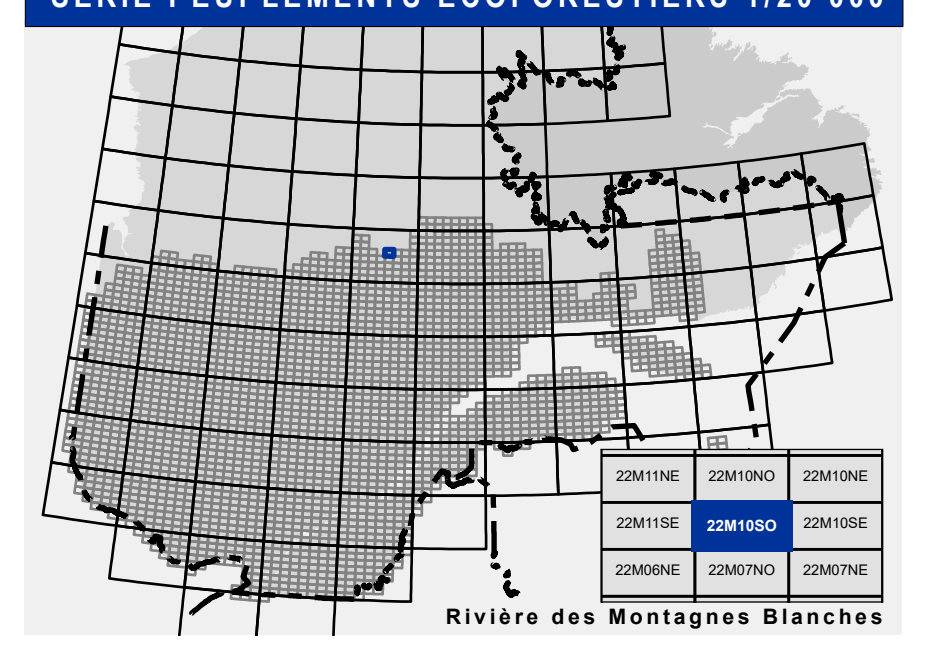 SÉRIE PEUPLEMENTS ÉCOFORESTIERS 1/20 000
22M11NE 22M10NO 22M10NE
22M11SE 22M10SO 22M10SE
22M06NE 22M07NO 22M07NE
Rivière des Montagnes Blanches